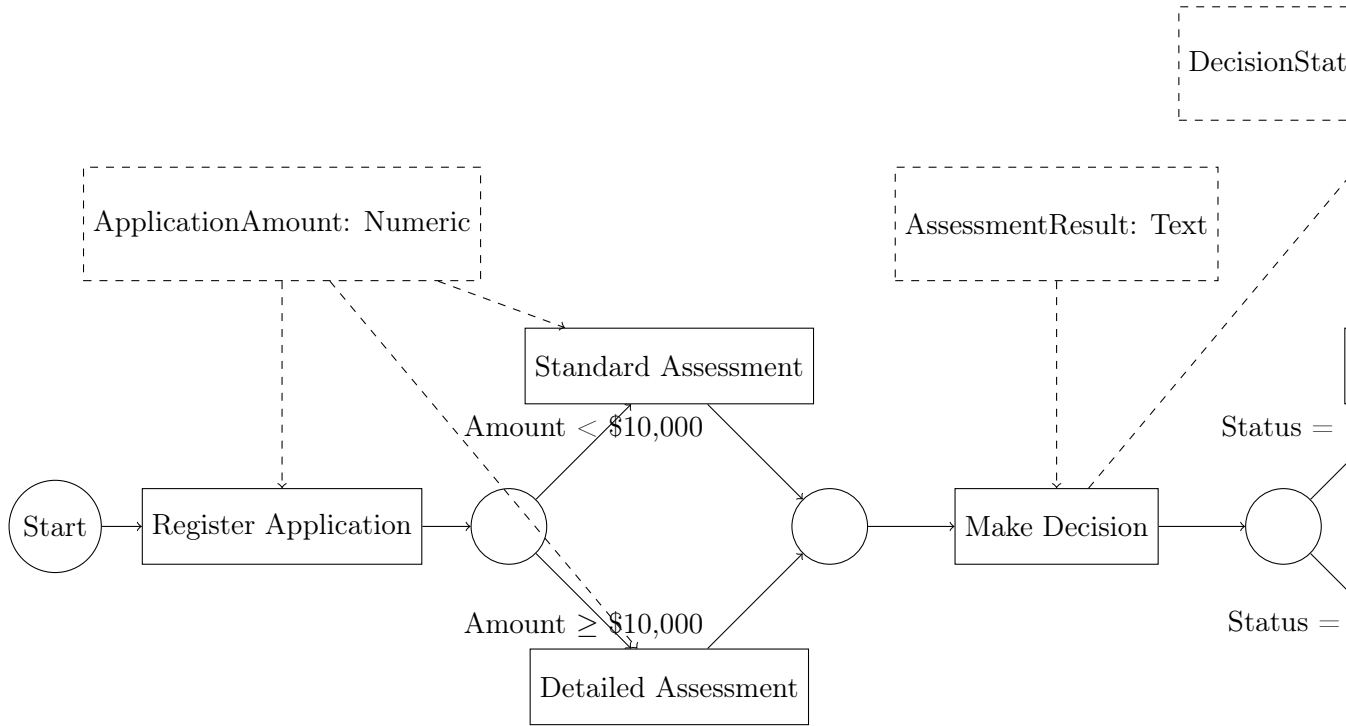 DecisionStat
ApplicationAmount: Numeric
AssessmentResult: Text
Standard Assessment
Amount < $10,000
Status =
Start
Register Application
Make Decision
Amount ≥ $10,000
Status =
Detailed Assessment